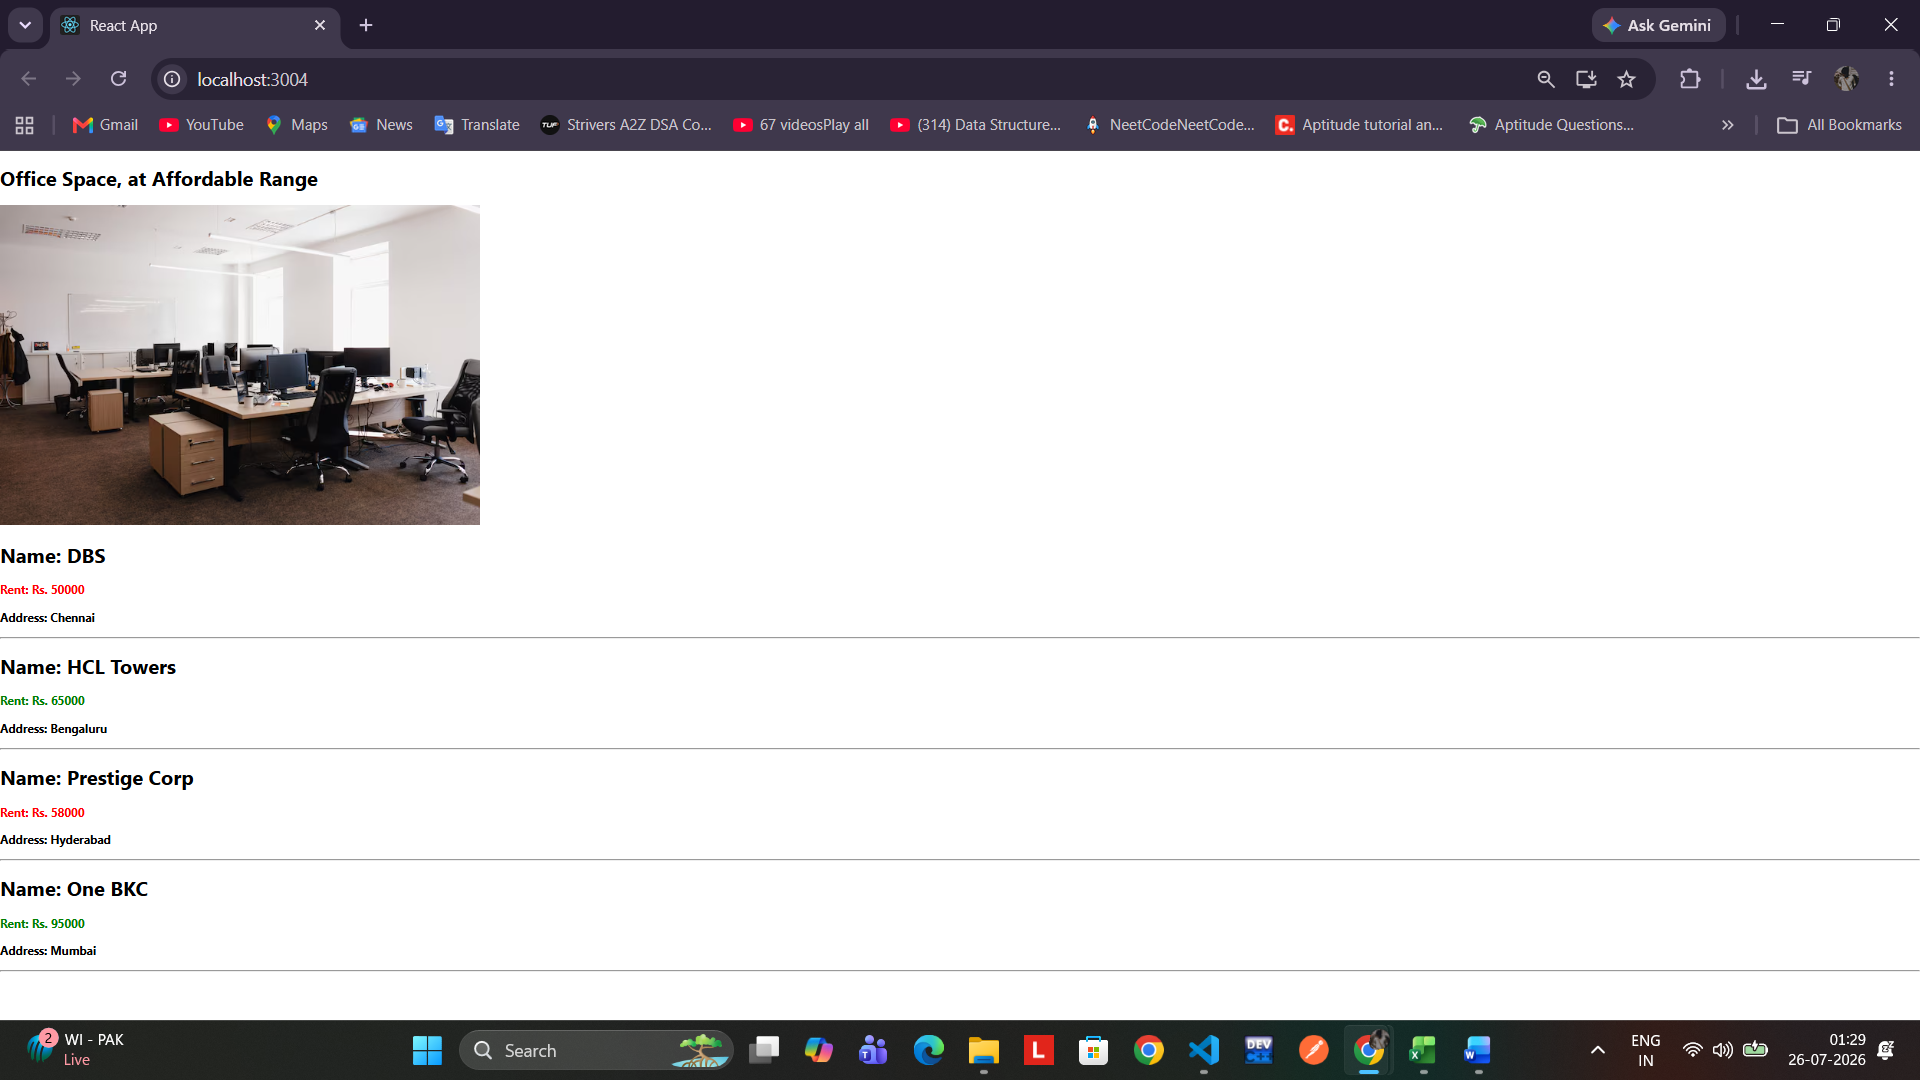 React App
Ask Gemini
localhost:3004
Gmail
YouTube
Maps
News
Translate
TUF
Strivers A2Z DSA Co...
67 videosPlay all
(314) Data Structure...
NeetCodeNeetCode...
C.
Aptitude tutorial an...
Aptitude Questions...
All Bookmarks
Office Space, at Affordable Range
Name: DBS
Rent: Rs. 50000
Address: Chennai
Name: HCL Towers
Rent: Rs. 65000
Address: Bengaluru
Name: Prestige Corp
Rent: Rs. 58000
Address: Hyderabad
Name: One BKC
Rent: Rs. 95000
Address: Mumbai
2
WI - PAK
Live
Search
T
L
DEV
C++
X
W
ENG
IN
01:29
26-07-2026